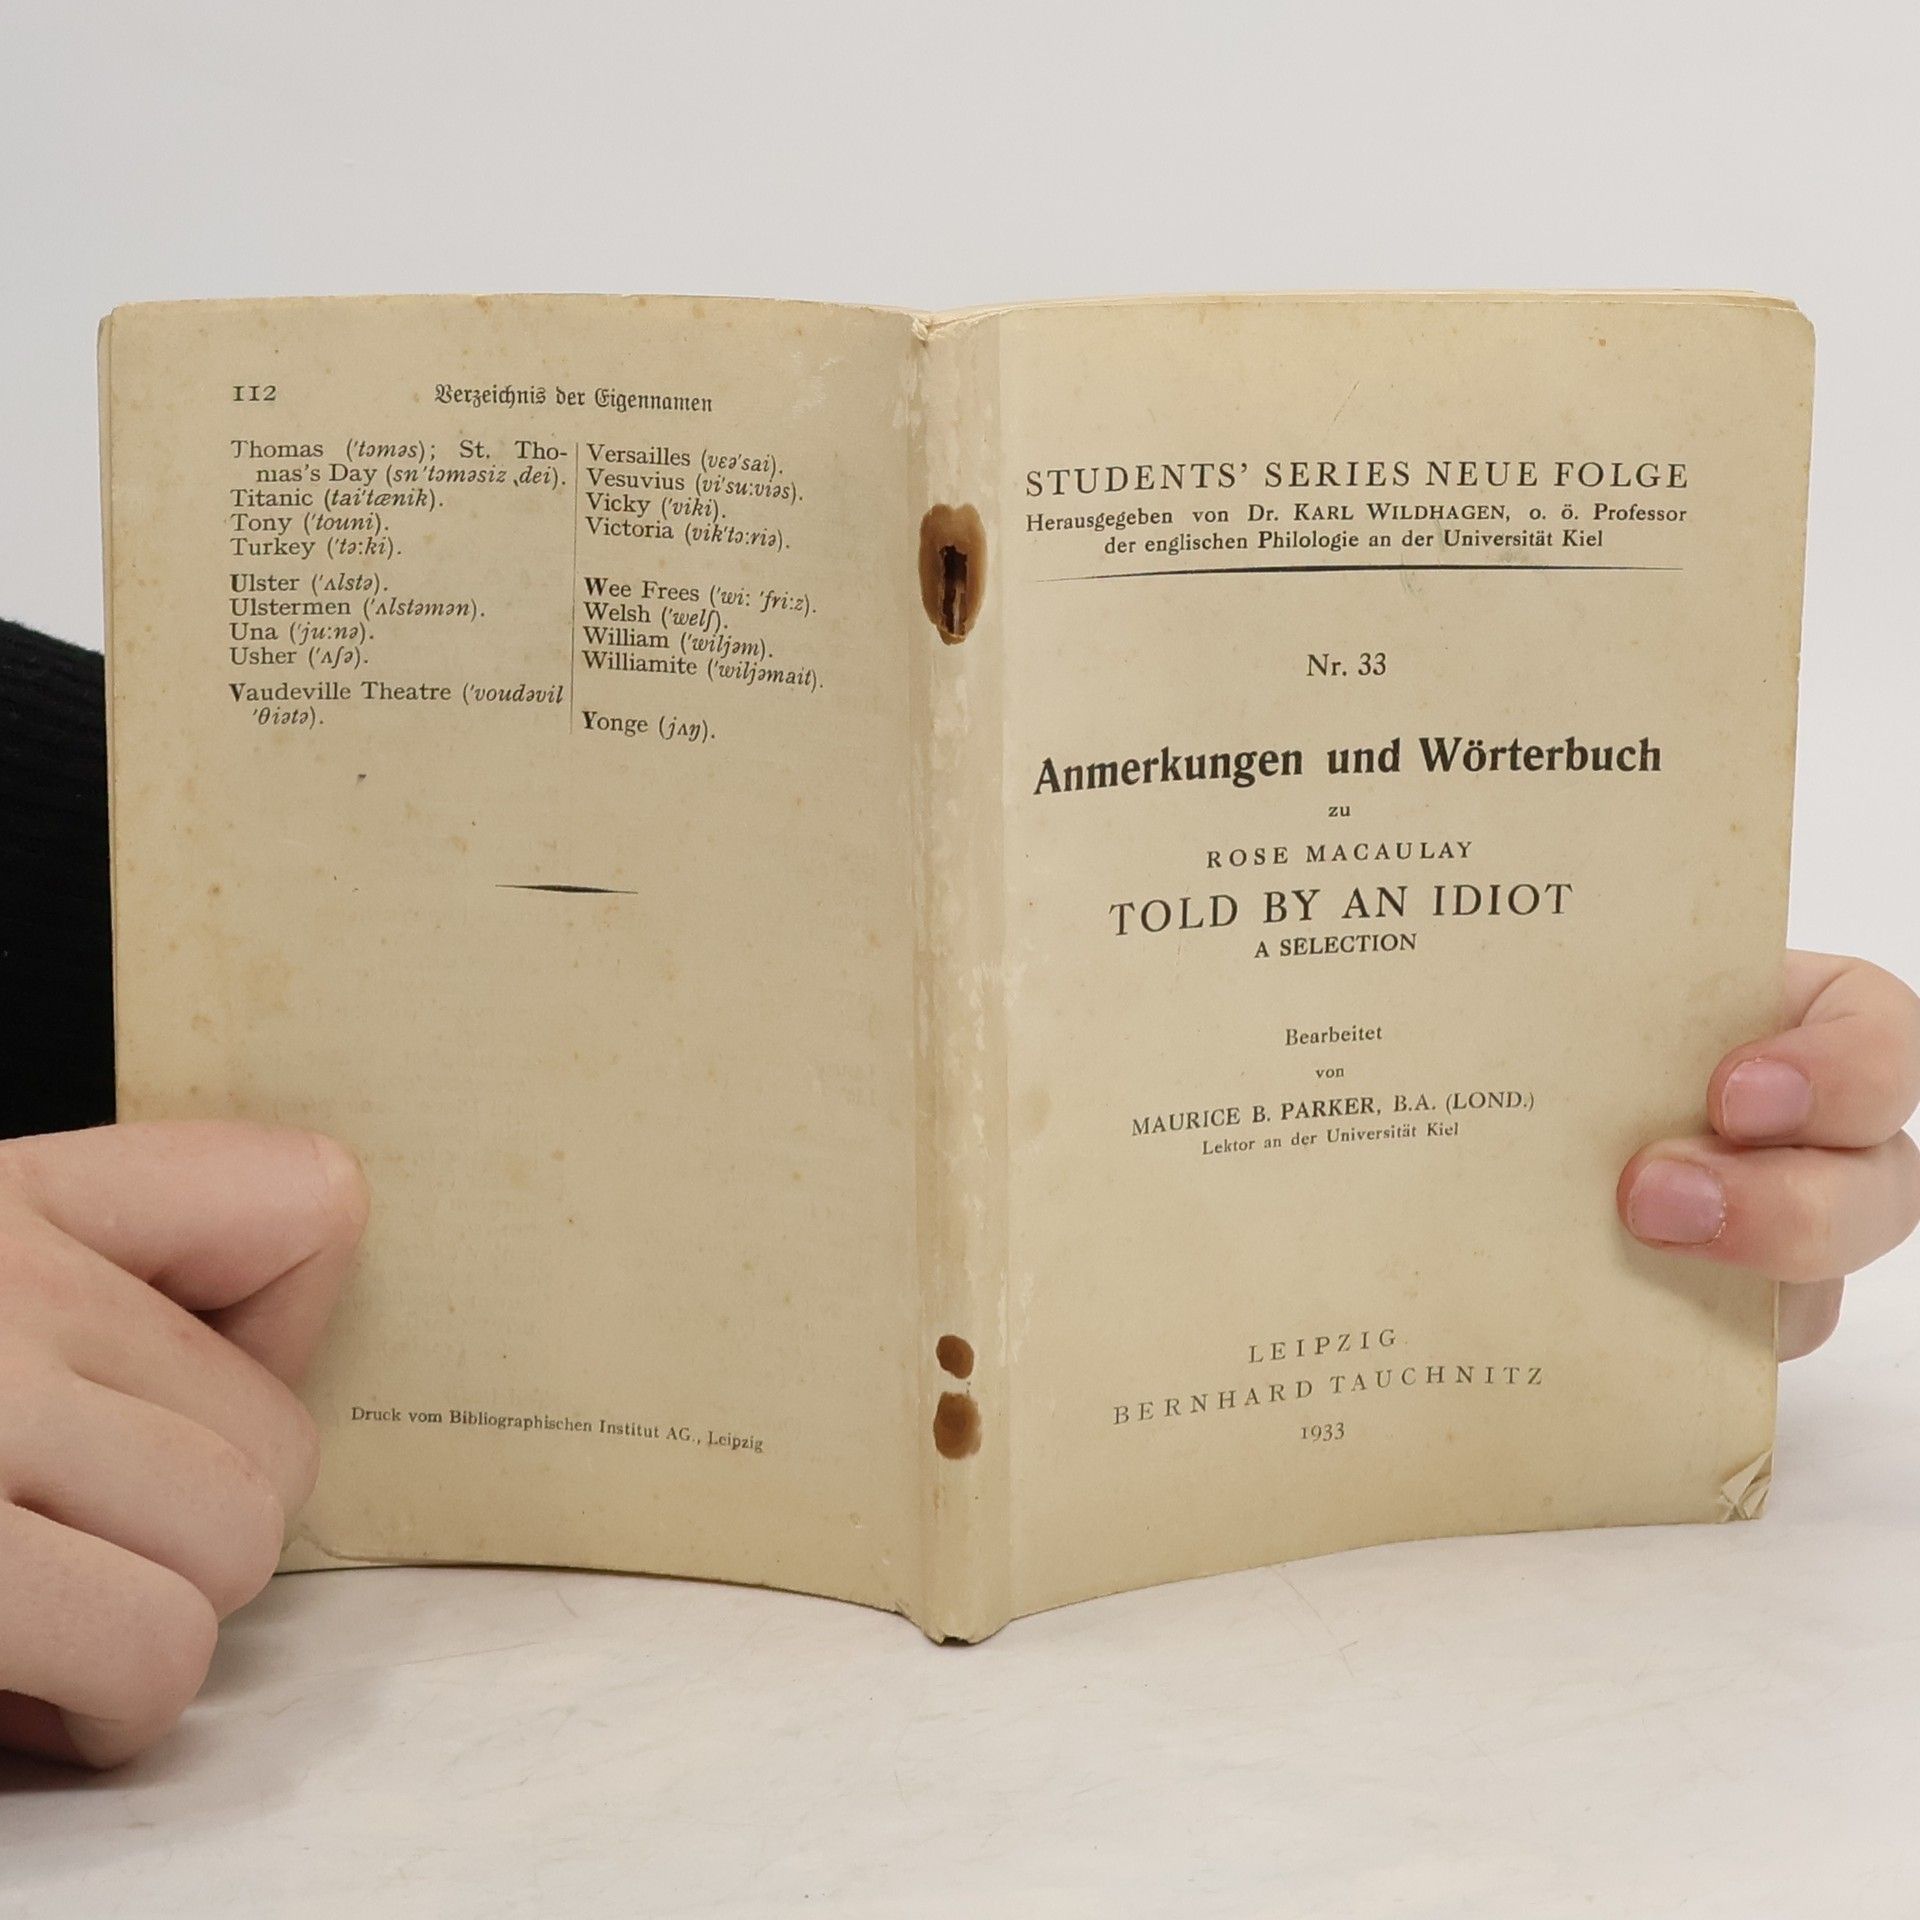 112
Verzeichnis der Eigennamen
Thomas ('tɔməs); St. Tho-
mas's Day (sn'tɔməsiz ˌdei).
Titanic (tai'tænik).
Tony ('touni).
Turkey ('tə:ki).
Ulster ('ʌlstə).
Ulstermen ('ʌlstəmən).
Una ('ju:nə).
Usher ('ʌʃə).
Vaudeville Theatre ('voudəvil
'θiətə).
Versailles (vɛə'sai).
Vesuvius (vi'su:viəs).
Vicky ('viki).
Victoria (vik'tɔ:riə).
Wee Frees ('wi: 'fri:z).
Welsh ('welʃ).
William ('wiljəm).
Williamite ('wiljəmait).
Yonge (jʌŋ).
Druck vom Bibliographischen Institut AG., Leipzig
STUDENTS' SERIES NEUE FOLGE
Herausgegeben von Dr. KARL WILDHAGEN, o. ö. Professor
der englischen Philologie an der Universität Kiel
Nr. 33
Anmerkungen und Wörterbuch
zu
ROSE MACAULAY
TOLD BY AN IDIOT
A SELECTION
Bearbeitet
von
MAURICE B. PARKER, B.A. (LOND.)
Lektor an der Universität Kiel
LEIPZIG
BERNHARD TAUCHNITZ
1933